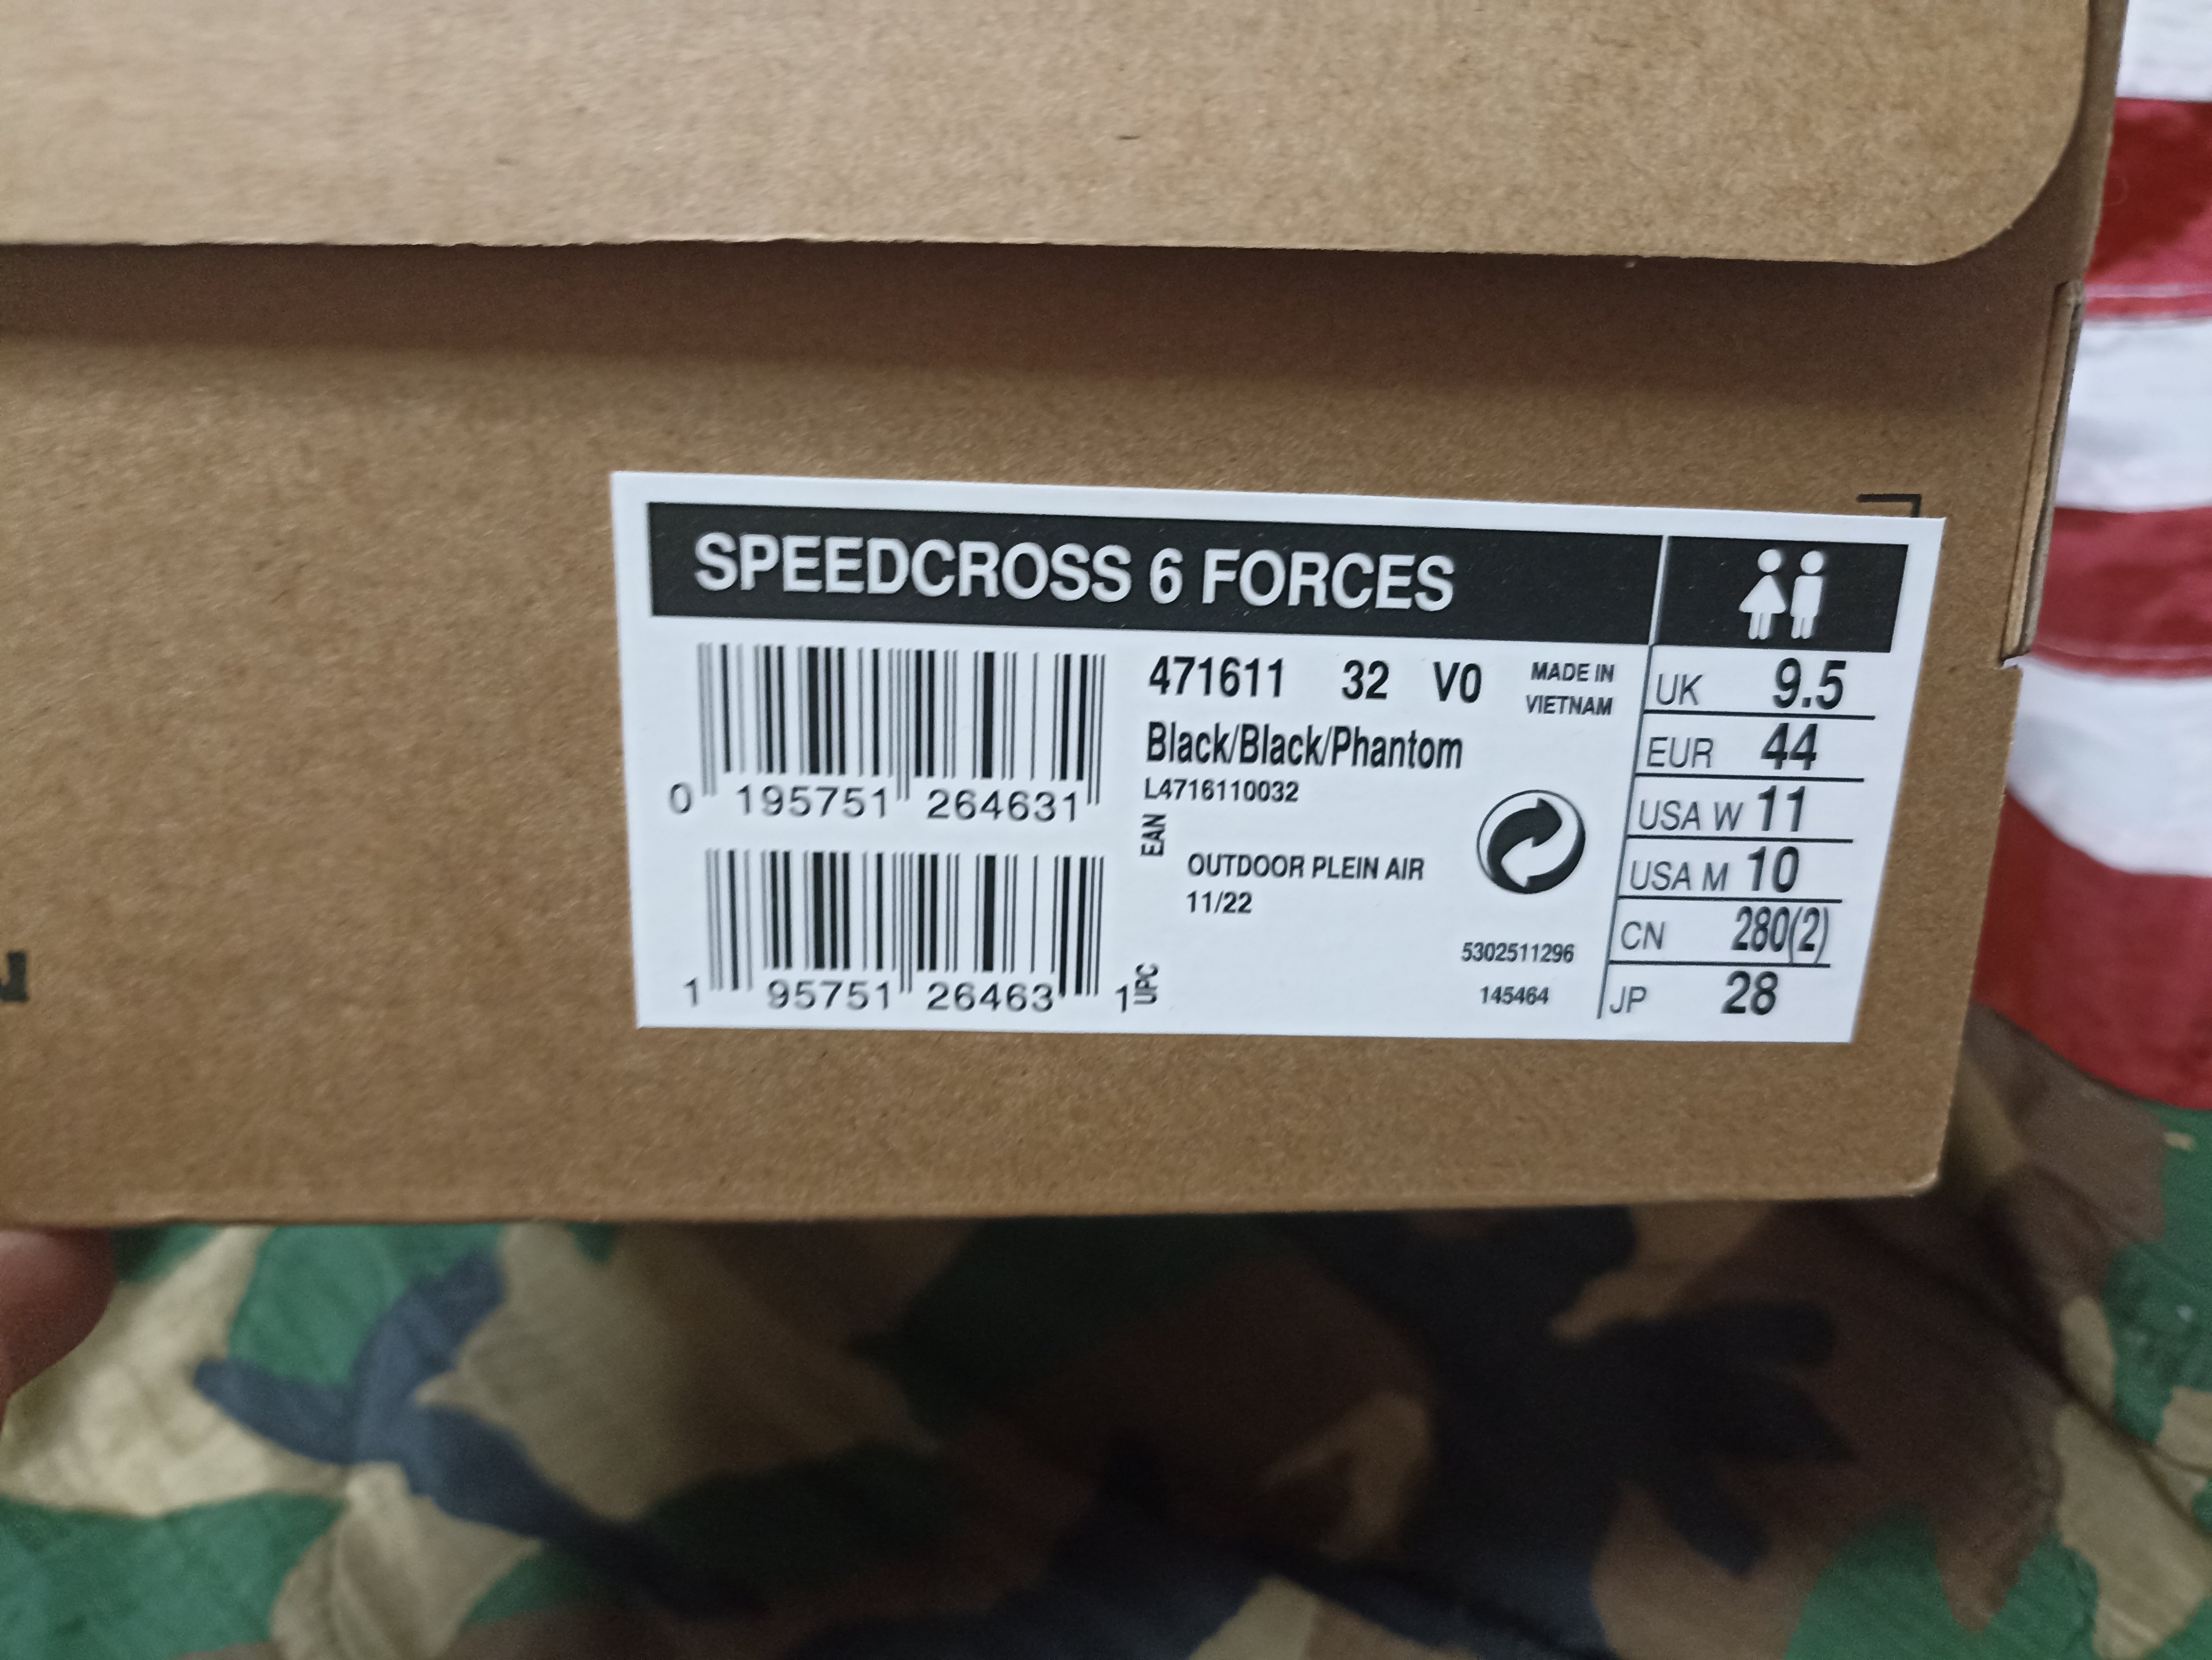 SPEEDCROSS 6 FORCES
471611 32 V0
MADE IN
VIETNAM
Black/Black/Phantom
L4716110032
0 195751 264631
EAN
OUTDOOR PLEIN AIR
11/22
1 95751 26463 1
UPC
5302511296
145464
UK 9.5
EUR 44
USA W 11
USA M 10
CN 280(2)
JP 28